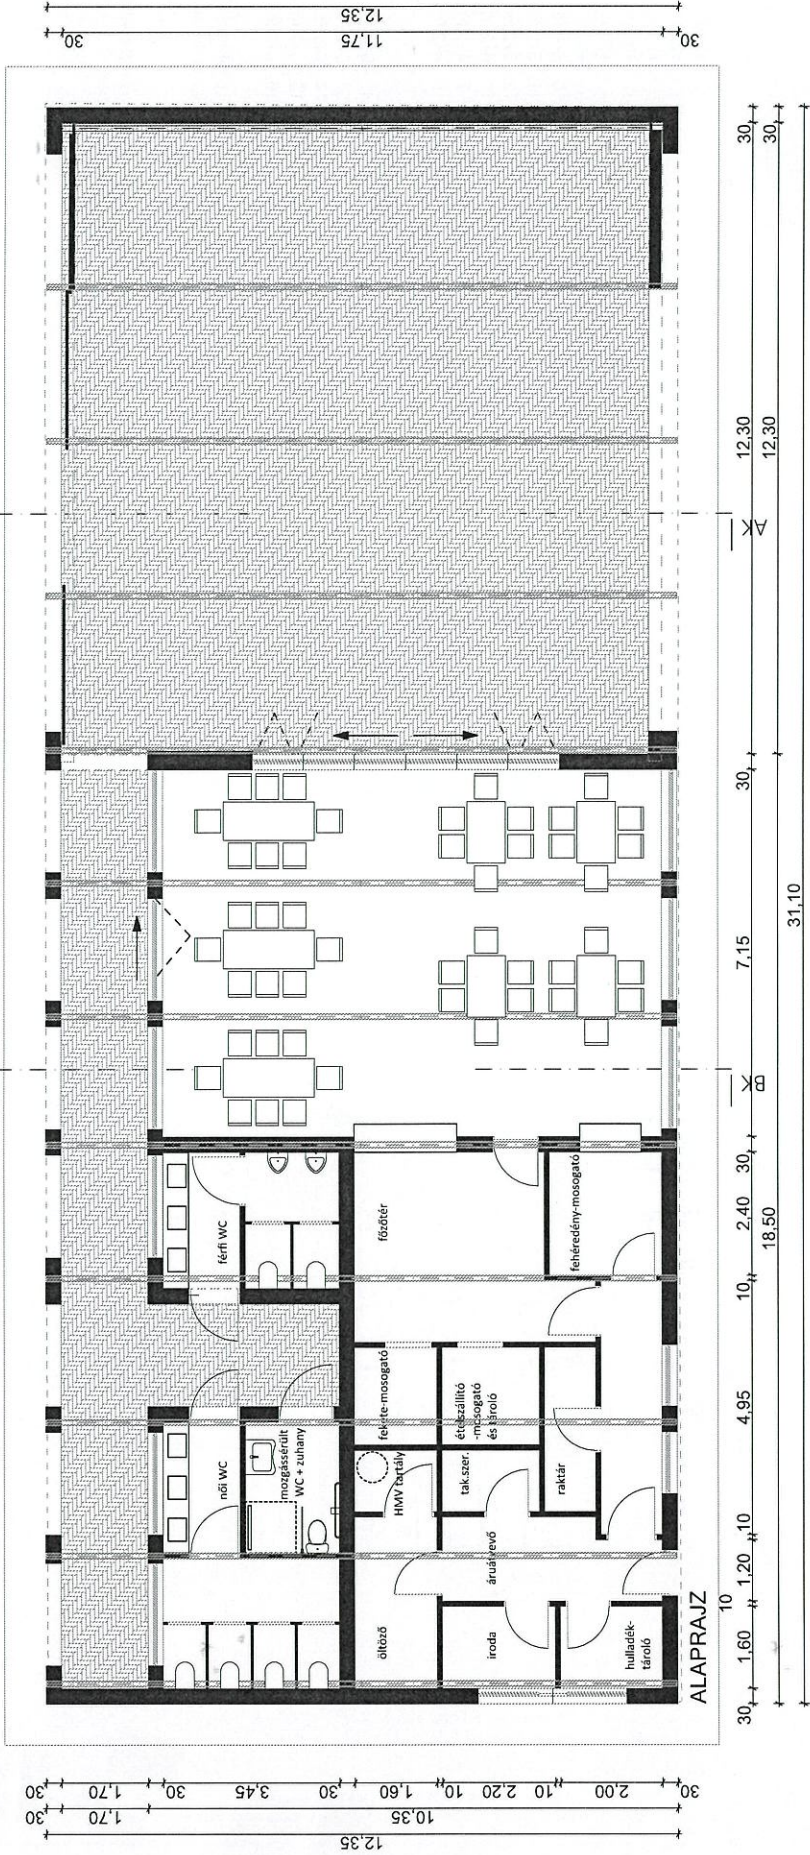 ALAPRAJZ
férfi WC
női WC
mozgássérült
WC + zuhany
főzőtér
fehéredény-mosogató
fekete-mosogató
ételszállító
-mosogató
és tároló
HMV tartály
tak.szer.
raktár
áruátvevő
öltöző
iroda
hulladék-
tároló
AK
BK
12,35
30
11,75
30
30
1,70
30
3,45
30
1,60
10
2,20
10
2,00
30
30
1,70
10,35
12,35
30
1,60
10
1,20
10
4,95
10
2,40
30
7,15
30
12,30
30
18,50
12,30
30
31,10